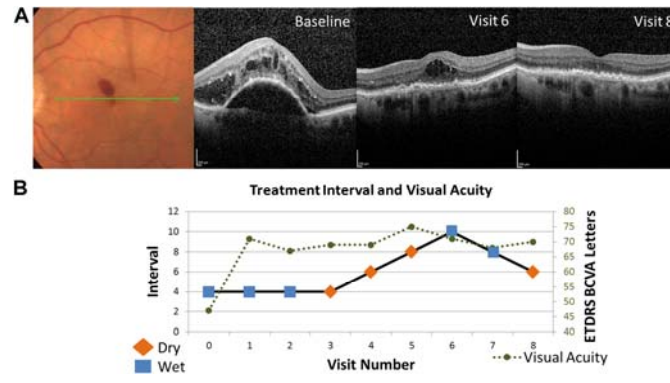 A
Baseline
Visit 6
Visit 8
B
Treatment Interval and Visual Acuity
Interval
12
10
8
6
4
2
0
ETDRS BCVA Letters
80
75
70
65
60
55
50
45
40
0 1 2 3 4 5 6 7 8
Visit Number
Dry
Wet
Visual Acuity